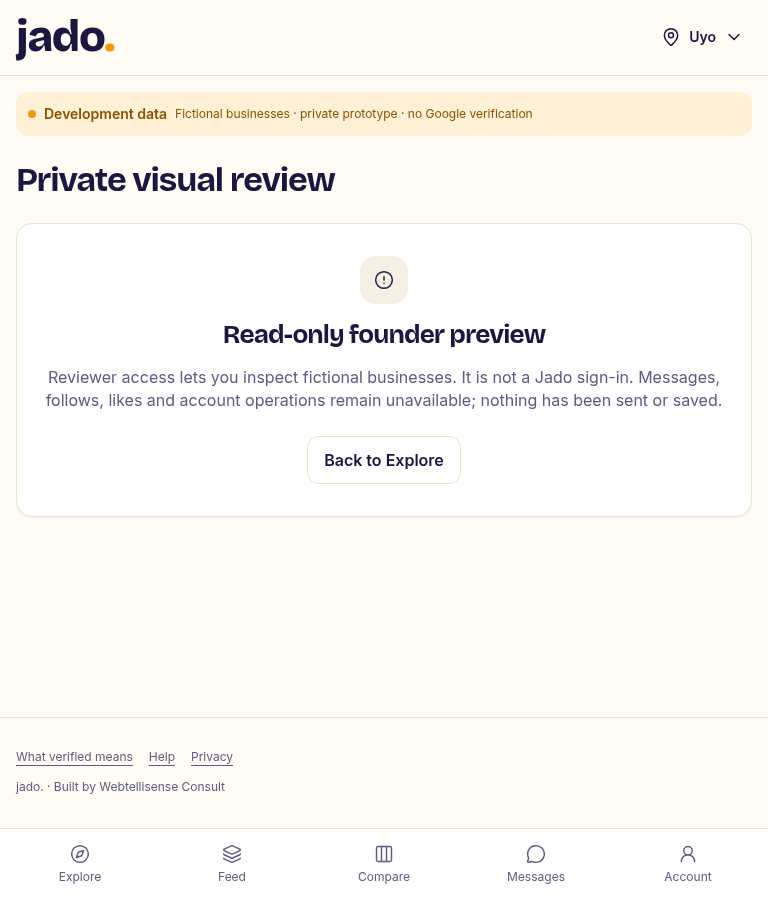 jado.
Uyo
Development data Fictional businesses · private prototype · no Google verification
Private visual review
Read-only founder preview
Reviewer access lets you inspect fictional businesses. It is not a Jado sign-in. Messages,
follows, likes and account operations remain unavailable; nothing has been sent or saved.
Back to Explore
What verified means Help Privacy
jado. · Built by Webtellisense Consult
Explore Feed Compare Messages Account